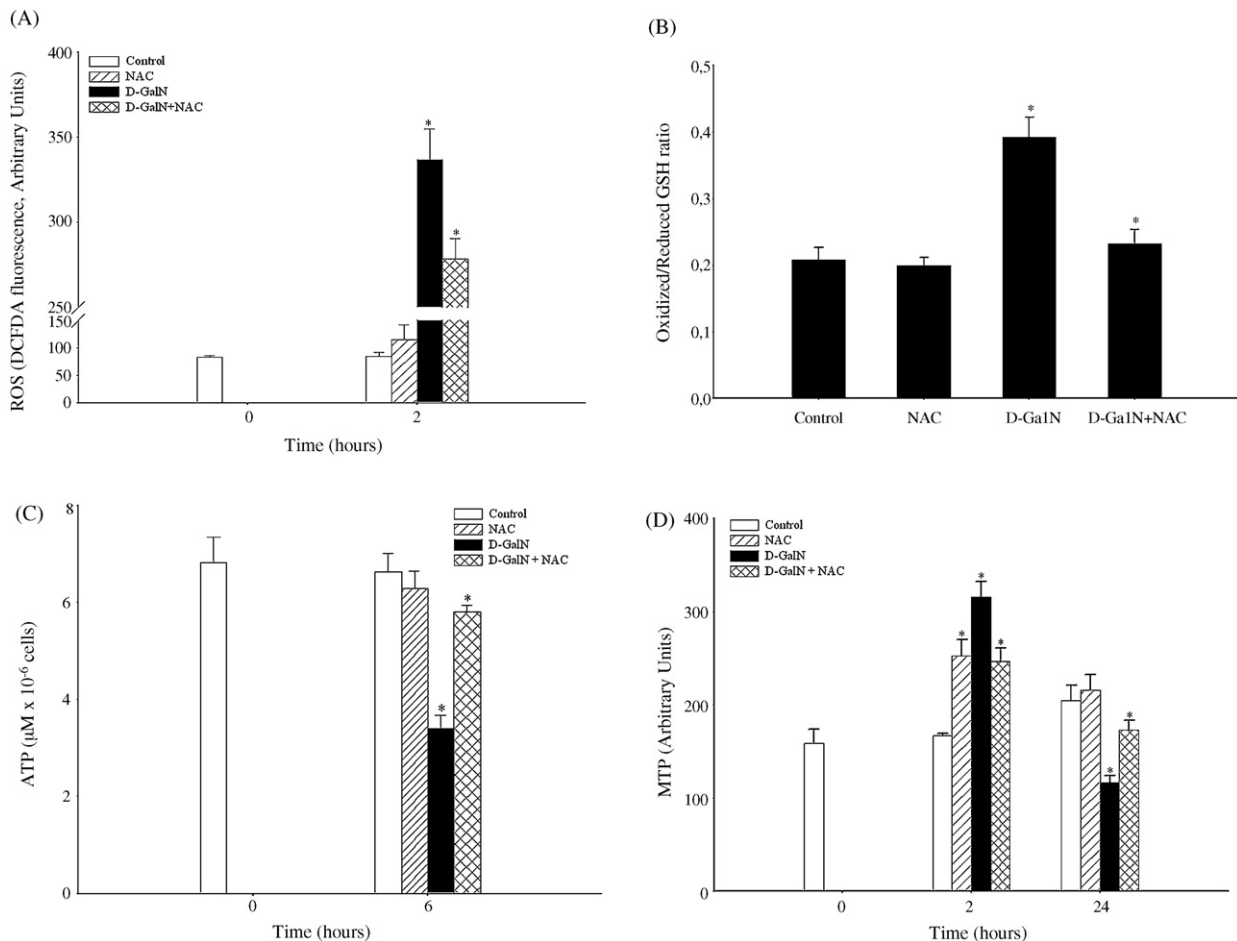 (A)
ROS (DCFDA fluorescence, Arbitrary Units)
400
350
300
250
150
100
50
0
Control
NAC
D-GalN
D-GalN+NAC
*
*
0
2
Time (hours)
(B)
Oxidized/Reduced GSH ratio
0,5
0,4
0,3
0,2
0,1
0,0
*
*
Control
NAC
D-Ga1N
D-Ga1N+NAC
(C)
ATP (µM x 10-6 cells)
8
6
4
2
0
Control
NAC
D-GalN
D-GalN + NAC
*
*
0
6
Time (hours)
(D)
MTP (Arbitrary Units)
400
300
200
100
0
Control
NAC
D-GalN
D-GalN + NAC
*
*
*
*
*
0
2
24
Time (hours)